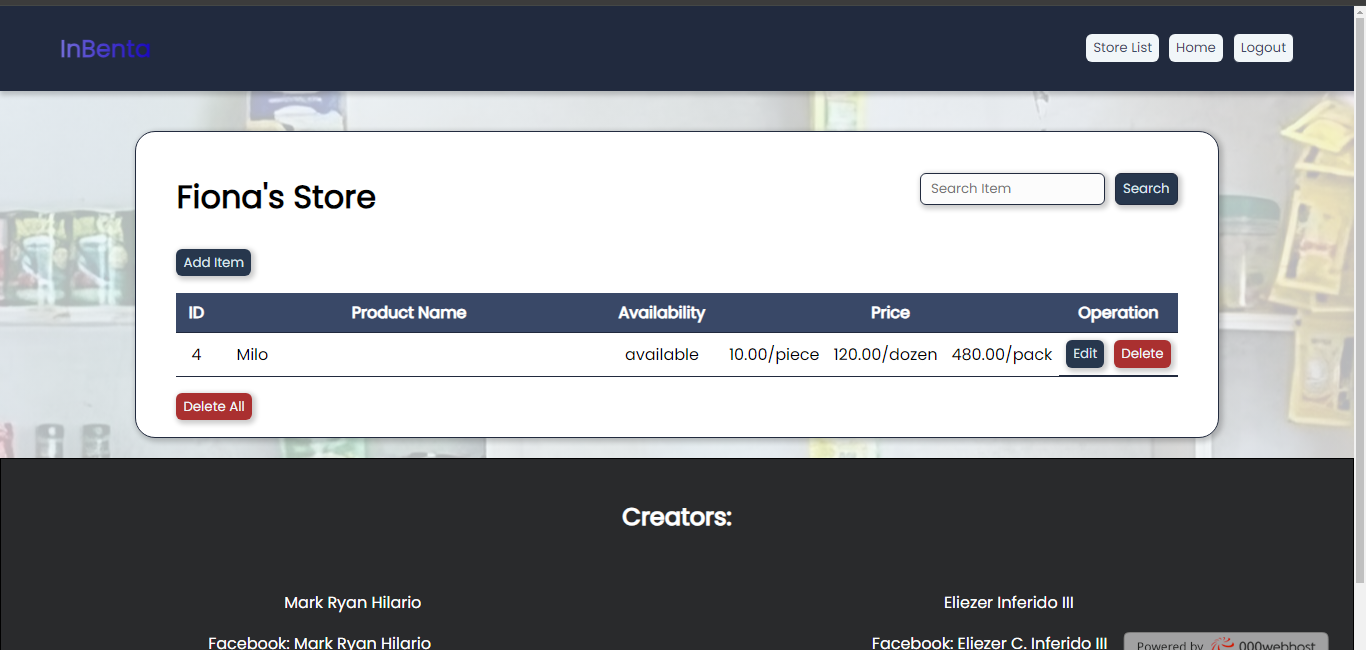 InBenta
Store List Home Logout
Fiona's Store
Search Item Search
Add Item
ID Product Name Availability Price Operation
4 Milo available 10.00/piece 120.00/dozen 480.00/pack Edit Delete
Delete All
Creators:
Mark Ryan Hilario Eliezer Inferido III
Facebook: Mark Ryan Hilario Facebook: Eliezer C. Inferido III
Powered by 000webhost